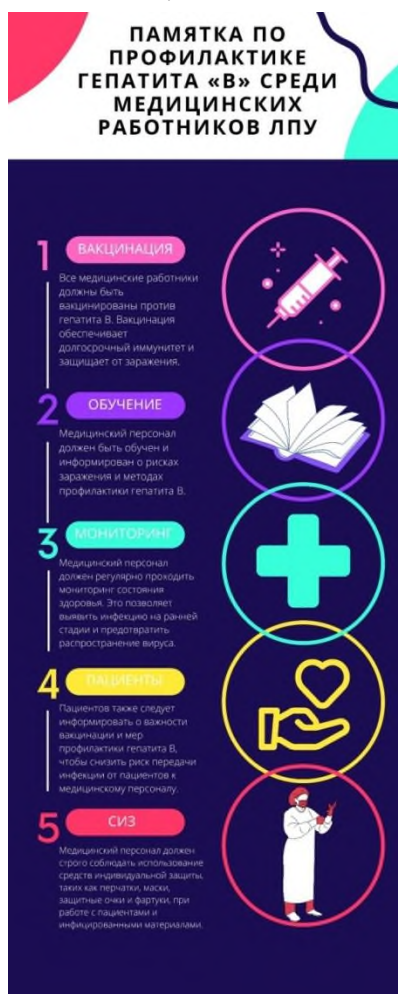 ПАМЯТКА ПО
ПРОФИЛАКТИКЕ
ГЕПАТИТА «В» СРЕДИ
МЕДИЦИНСКИХ
РАБОТНИКОВ ЛПУ
1 ВАКЦИНАЦИЯ
Все медицинские работники
должны быть
вакцинированы против
гепатита В. Вакцинация
обеспечивает
долгосрочный иммунитет и
защищает от заражения.
2 ОБУЧЕНИЕ
Медицинский персонал
должен быть обучен и
информирован о рисках
заражения и методах
профилактики гепатита В.
3 МОНИТОРИНГ
Медицинский персонал
должен регулярно проходить
мониторинг состояния
здоровья. Это позволяет
выявить инфекцию на ранней
стадии и предотвратить
распространение вируса.
4 ПАЦИЕНТЫ
Пациентов также следует
информировать о важности
вакцинации и мер
профилактики гепатита В,
чтобы снизить риск передачи
инфекции от пациентов к
медицинскому персоналу.
5 СИЗ
Медицинский персонал должен
строго соблюдать использование
средств индивидуальной защиты,
таких как перчатки, маски,
защитные очки и фартуки, при
работе с пациентами и
инфицированными материалами.